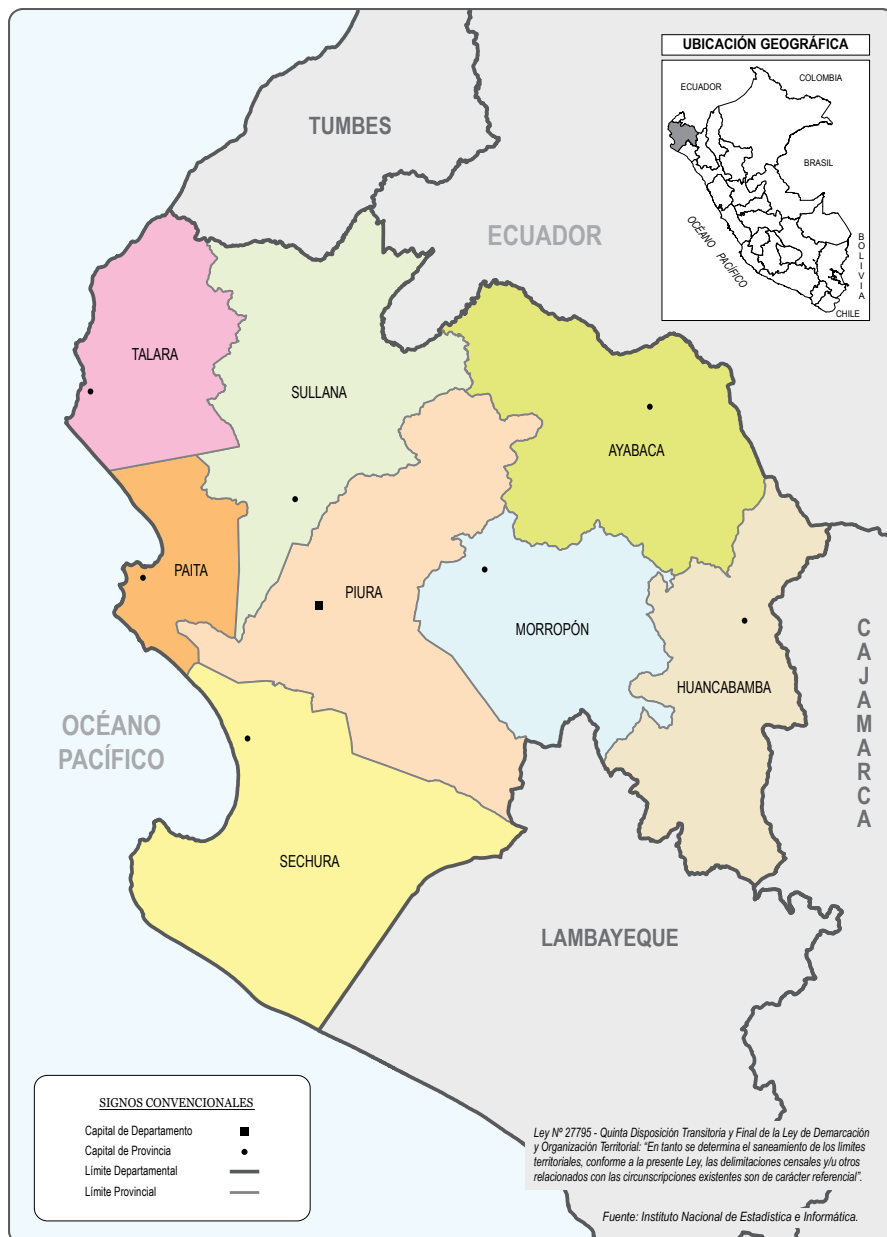 UBICACIÓN GEOGRÁFICA
ECUADOR
COLOMBIA
BRASIL
OCÉANO PACÍFICO
BOLIVIA
CHILE
TUMBES
ECUADOR
TALARA
SULLANA
AYABACA
PAITA
PIURA
MORROPÓN
HUANCABAMBA
CAJAMARCA
OCÉANO
PACÍFICO
SECHURA
LAMBAYEQUE
SIGNOS CONVENCIONALES
Capital de Departamento
Capital de Provincia
Límite Departamental
Límite Provincial
Ley Nº 27795 - Quinta Disposición Transitoria y Final de la Ley de Demarcación
y Organización Territorial: “En tanto se determina el saneamiento de los límites
territoriales, conforme a la presente Ley, las delimitaciones censales y/u otros
relacionados con las circunscripciones existentes son de carácter referencial”.
Fuente: Instituto Nacional de Estadística e Informática.